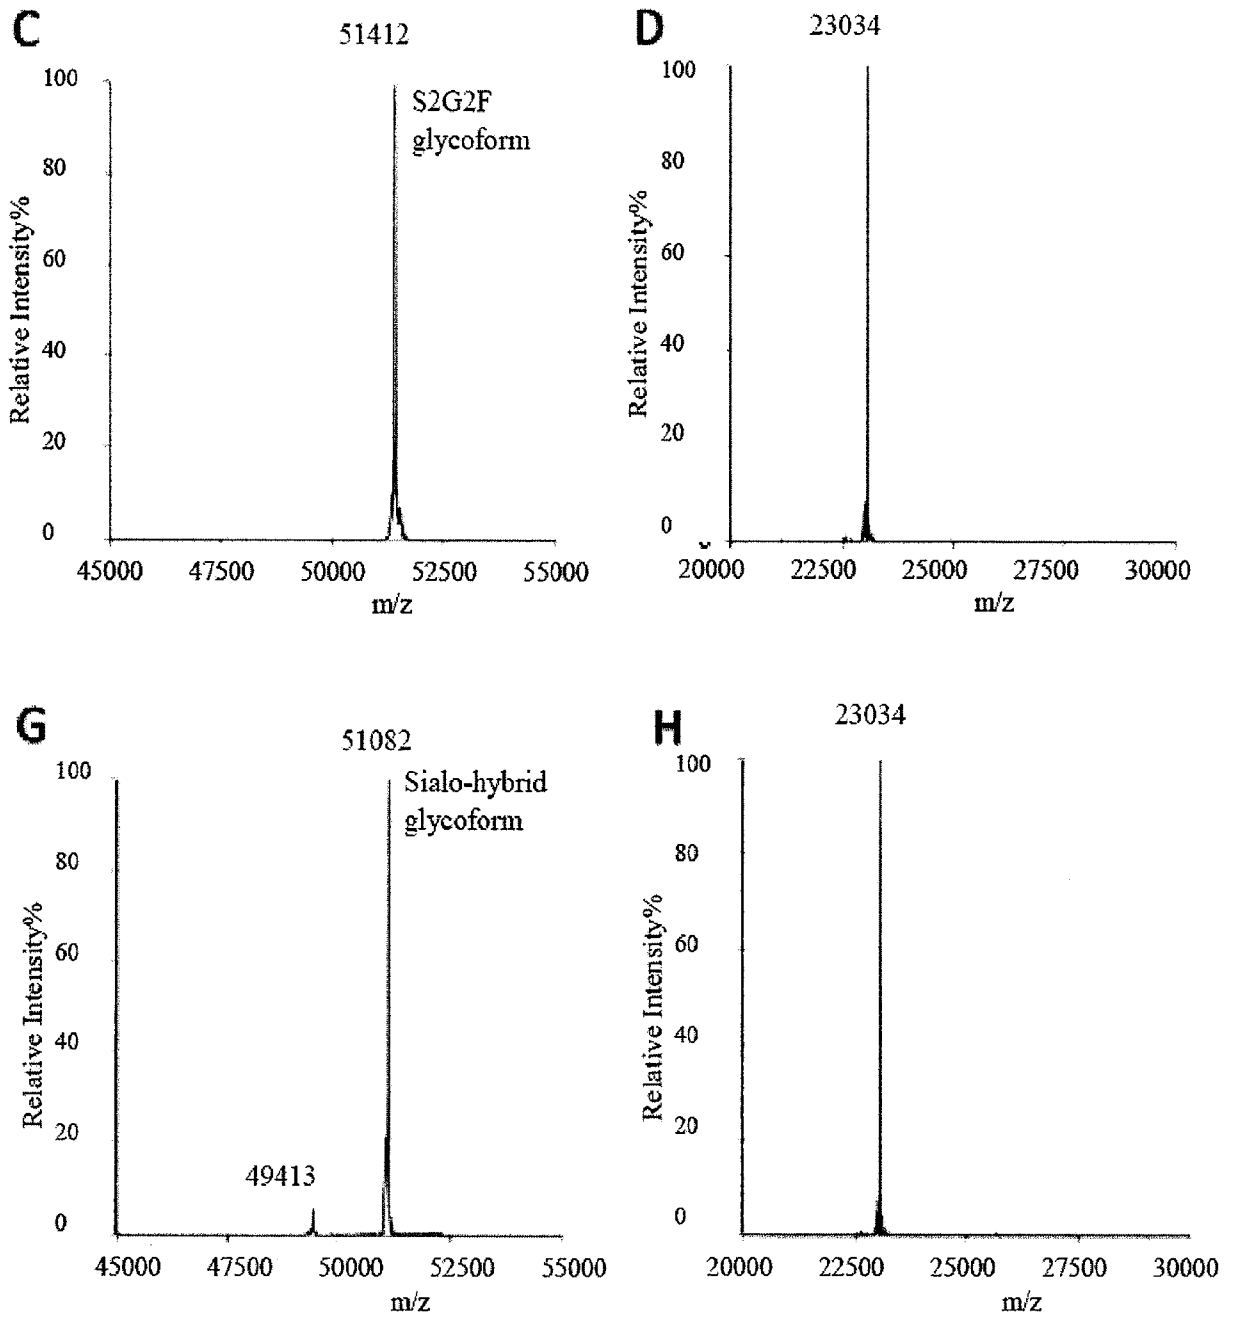 C
51412
100
80
60
40
20
0
S2G2F
glycoform
Relative Intensity%
45000 47500 50000 52500 55000
m/z
D
23034
100
80
60
40
20
0
Relative Intensity%
20000 22500 25000 27500 30000
m/z
G
51082
100
80
60
40
20
0
Sialo-hybrid
glycoform
49413
Relative Intensity%
45000 47500 50000 52500 55000
m/z
H
23034
100
80
60
40
20
0
Relative Intensity%
20000 22500 25000 27500 30000
m/z